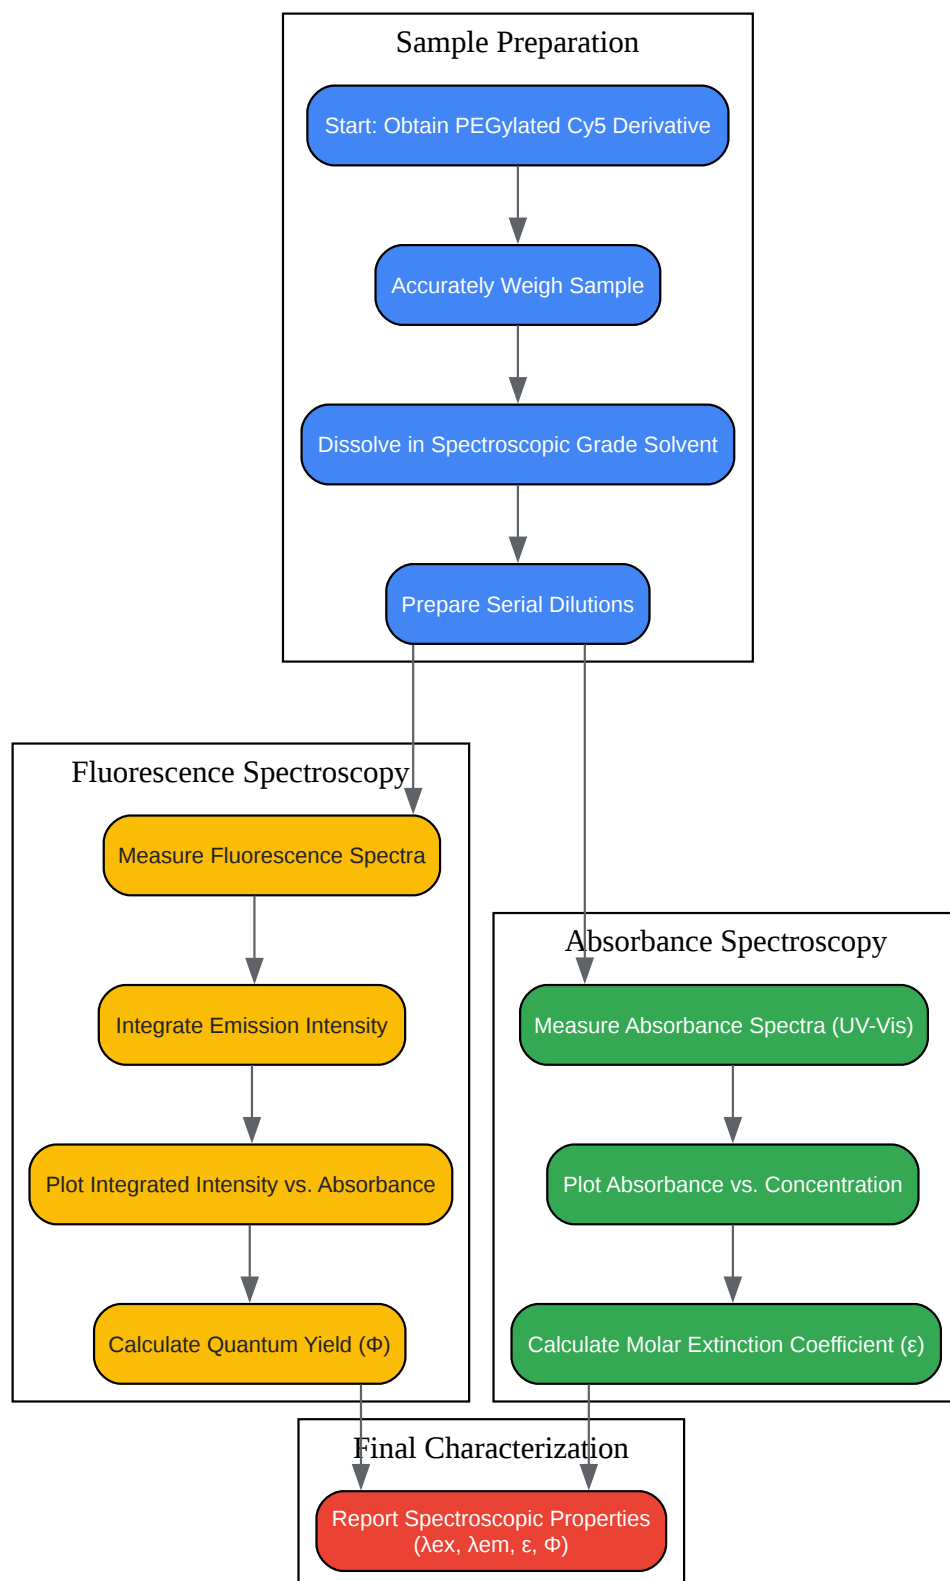 Sample Preparation
Start: Obtain PEGylated Cy5 Derivative
Accurately Weigh Sample
Dissolve in Spectroscopic Grade Solvent
Prepare Serial Dilutions
Fluorescence Spectroscopy
Measure Fluorescence Spectra
Integrate Emission Intensity
Plot Integrated Intensity vs. Absorbance
Calculate Quantum Yield (Φ)
Absorbance Spectroscopy
Measure Absorbance Spectra (UV-Vis)
Plot Absorbance vs. Concentration
Calculate Molar Extinction Coefficient (ε)
Final Characterization
Report Spectroscopic Properties
(λex, λem, ε, Φ)